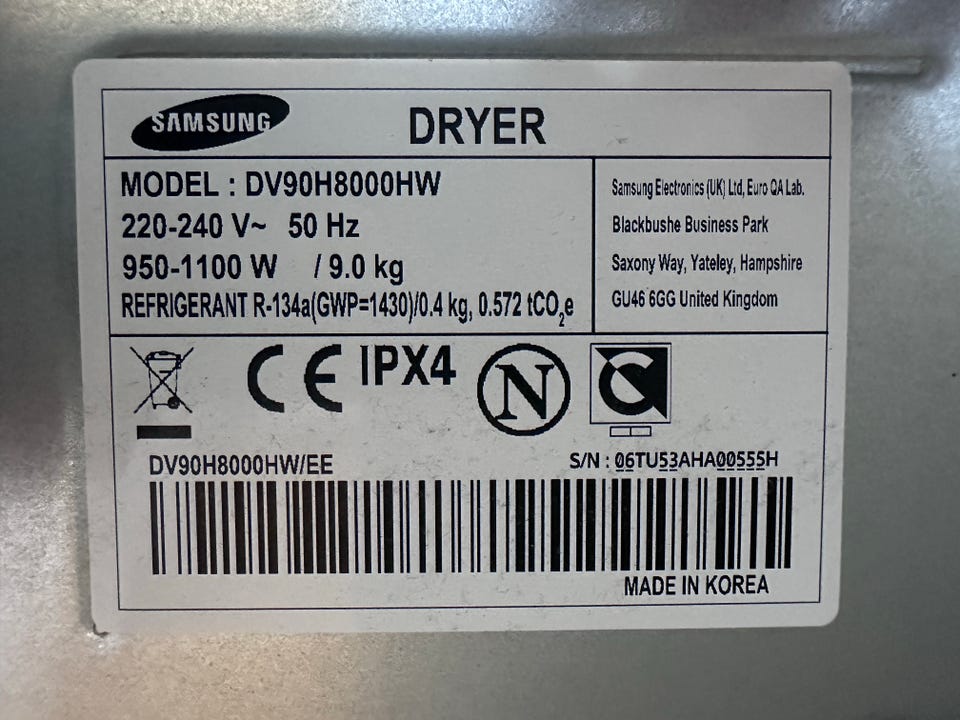 SAMSUNG
DRYER
MODEL : DV90H8000HW
220-240 V~ 50 Hz
950-1100 W / 9.0 kg
REFRIGERANT R-134a(GWP=1430)/0.4 kg, 0.572 tCO₂e
Samsung Electronics (UK) Ltd, Euro QA Lab.
Blackbushe Business Park
Saxony Way, Yateley, Hampshire
GU46 6GG United Kingdom
CE IPX4 N
DV90H8000HW/EE
S/N : 06TU53AHA00555H
MADE IN KOREA